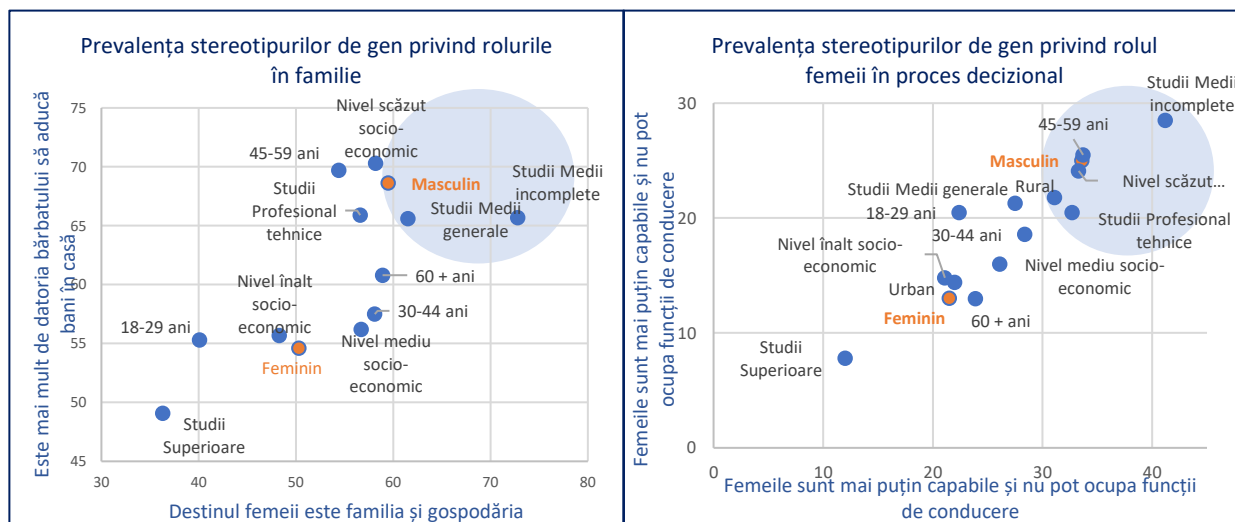 Prevalența stereotipurilor de gen privind rolurile
în familie
Este mai mult de datoria bărbatului să aducă
bani în casă
75
70
65
60
55
50
45
30
40
50
60
70
80
Nivel scăzut
socio-
economic
45-59 ani
Masculin
Studii Medii
incomplete
Studii
Profesional
tehnice
Studii Medii
generale
60 + ani
Nivel înalt
socio-
economic
30-44 ani
18-29 ani
Nivel mediu
socio-
economic
Feminin
Studii
Superioare
Destinul femeii este familia și gospodăria
Prevalența stereotipurilor de gen privind rolul
femeii în proces decizional
Femeile sunt mai puțin capabile și nu pot
ocupa funcții de conducere
30
20
10
0
0
10
20
30
40
Studii Medii
incomplete
45-59 ani
Masculin
Nivel scăzut...
Studii Medii generale
Rural
18-29 ani
Studii Profesional
tehnice
30-44 ani
Nivel înalt socio-
economic
Nivel mediu socio-
economic
Urban
Feminin
60 + ani
Studii
Superioare
Femeile sunt mai puțin capabile și nu pot ocupa funcții
de conducere